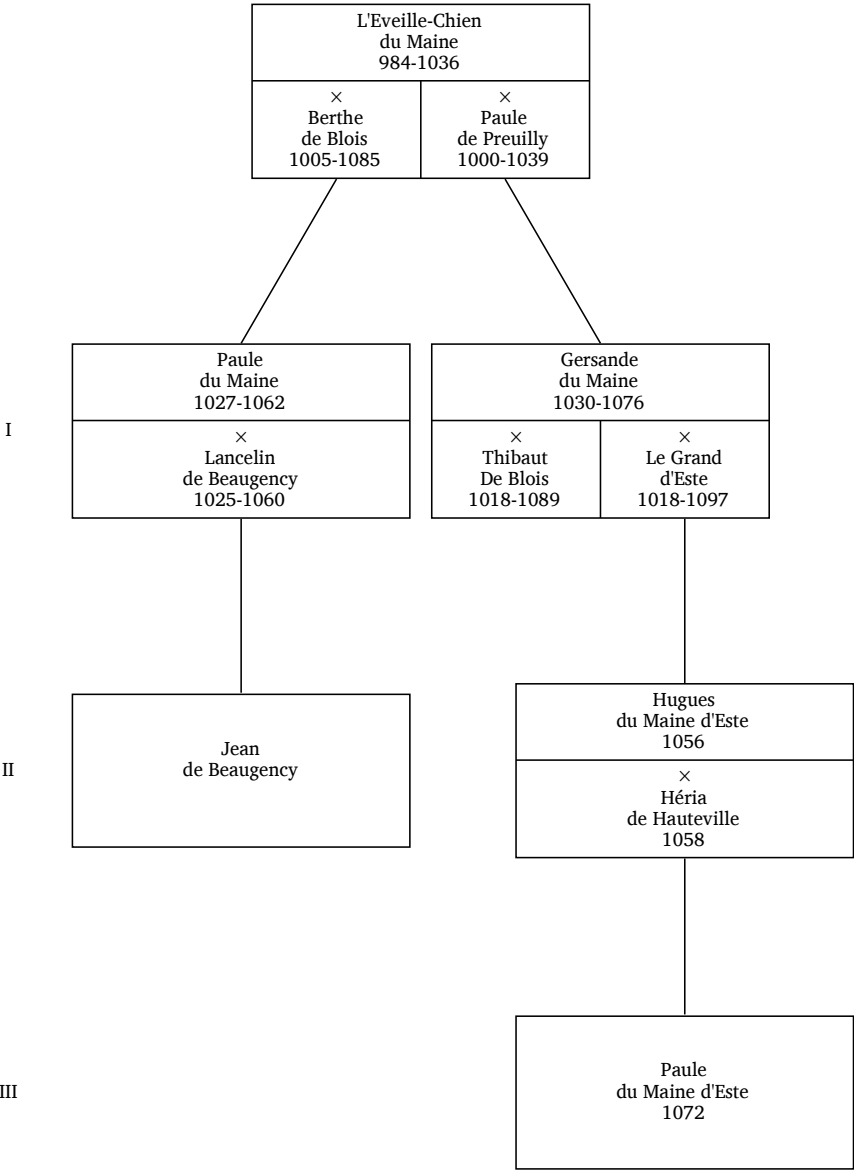 L'Eveille-Chien
du Maine
984-1036
×
Berthe
de Blois
1005-1085
×
Paule
de Preuilly
1000-1039
I
Paule
du Maine
1027-1062
×
Lancelin
de Beaugency
1025-1060
Gersande
du Maine
1030-1076
×
Thibaut
De Blois
1018-1089
×
Le Grand
d'Este
1018-1097
II
Jean
de Beaugency
Hugues
du Maine d'Este
1056
×
Héria
de Hauteville
1058
III
Paule
du Maine d'Este
1072